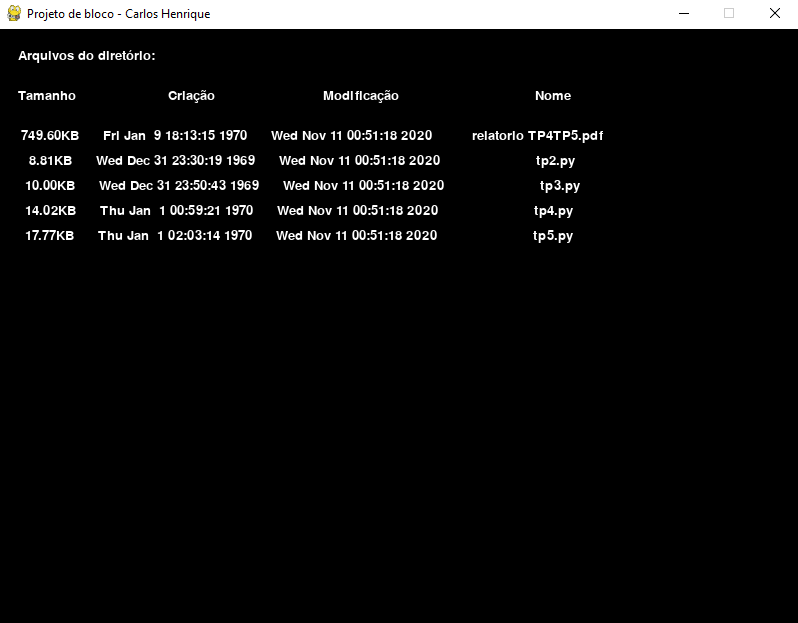 Projeto de bloco - Carlos Henrique
Arquivos do diretório:
Tamanho Criação Modificação Nome
749.60KB Fri Jan  9 18:13:15 1970 Wed Nov 11 00:51:18 2020 relatorio TP4TP5.pdf
8.81KB Wed Dec 31 23:30:19 1969 Wed Nov 11 00:51:18 2020 tp2.py
10.00KB Wed Dec 31 23:50:43 1969 Wed Nov 11 00:51:18 2020 tp3.py
14.02KB Thu Jan  1 00:59:21 1970 Wed Nov 11 00:51:18 2020 tp4.py
17.77KB Thu Jan  1 02:03:14 1970 Wed Nov 11 00:51:18 2020 tp5.py